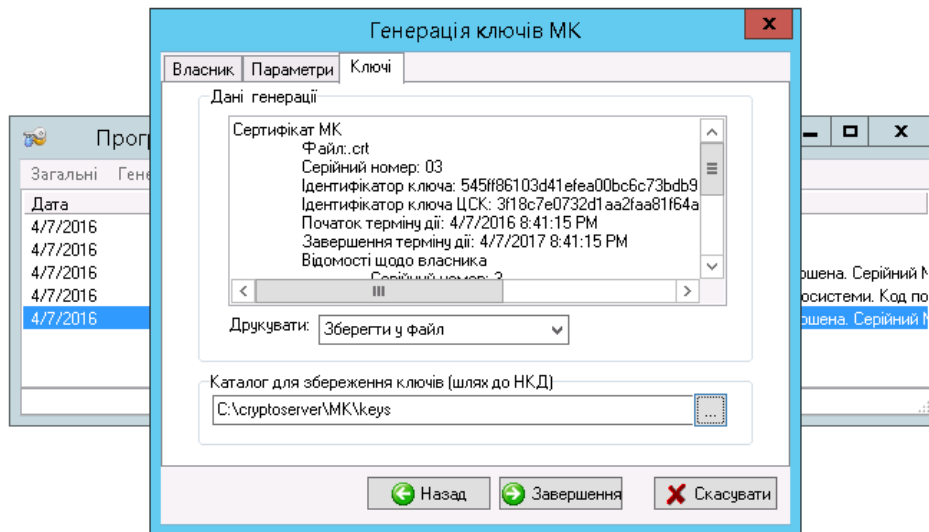 Генерація ключів МК
x
Власник Параметри Ключі
Дані генерації
Сертифікат МК
Файл:.crt
Серійний номер: 03
Ідентифікатор ключа: 545ff86103d41efea00bc6c73bdb9
Ідентифікатор ключа ЦСК: 3f18c7e0732d1aa2faa81f64a
Початок терміну дії: 4/7/2016 8:41:15 PM
Завершення терміну дії: 4/7/2017 8:41:15 PM
Відомості щодо власника
Серійний номер: 3
Друкувати: Зберегти у файл
Каталог для збереження ключів (шлях до НКД)
C:\cryptoserver\MK\keys
...
Назад Завершення Скасувати
Загальні
Дата
4/7/2016
4/7/2016
4/7/2016
4/7/2016
4/7/2016
Серійний
Код
Серійний